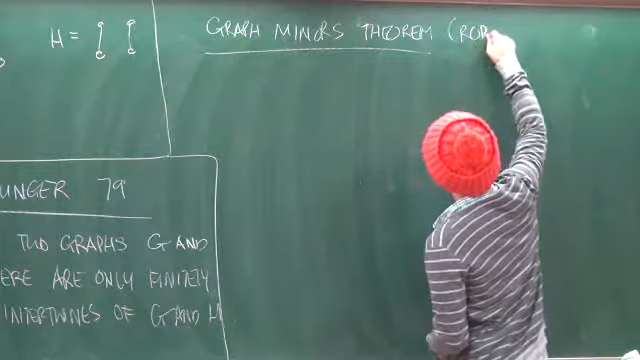 H =
GRAPH MINORS THEOREM (ROB
UNGER 79
TWO GRAPHS G AND
ERE ARE ONLY FINITELY
INTERTWINES OF G AND H